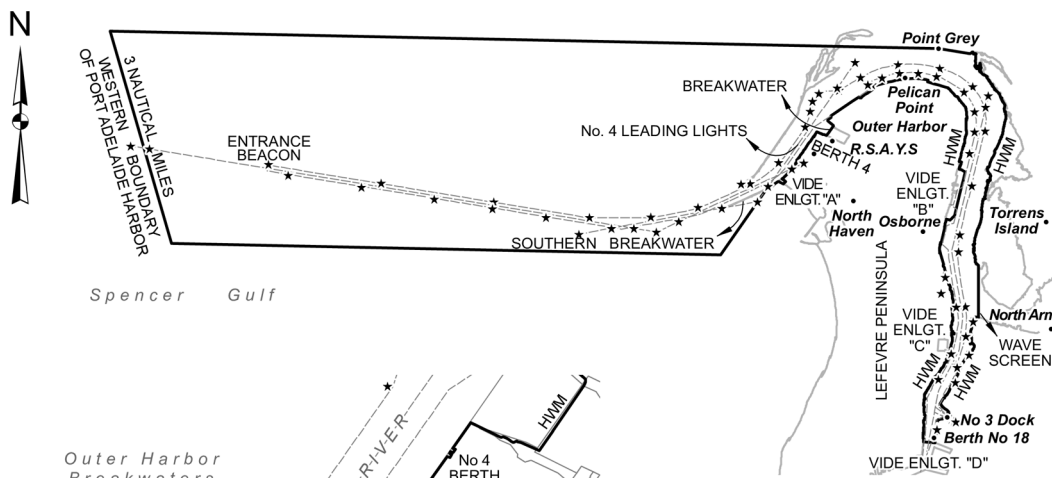 N
Point Grey
BREAKWATER
Pelican
Point
Outer Harbor
No. 4 LEADING LIGHTS
R.S.A.Y.S
BERTH 4
3 NAUTICAL MILES
WESTERN BOUNDARY
OF PORT ADELAIDE HARBOR
ENTRANCE
BEACON
HWM
HWM
VIDE
ENLGT. "A"
VIDE
ENLGT.
"B"
North
Haven
Osborne
Torrens
Island
SOUTHERN BREAKWATER
Spencer Gulf
LEFEVRE PENINSULA
VIDE
ENLGT.
"C"
North Arm
WAVE
SCREEN
HWM
HWM
No 3 Dock
Berth No 18
VIDE ENLGT. "D"
HWM
RIVER
No 4
BERTH
Outer Harbor
Breakwaters